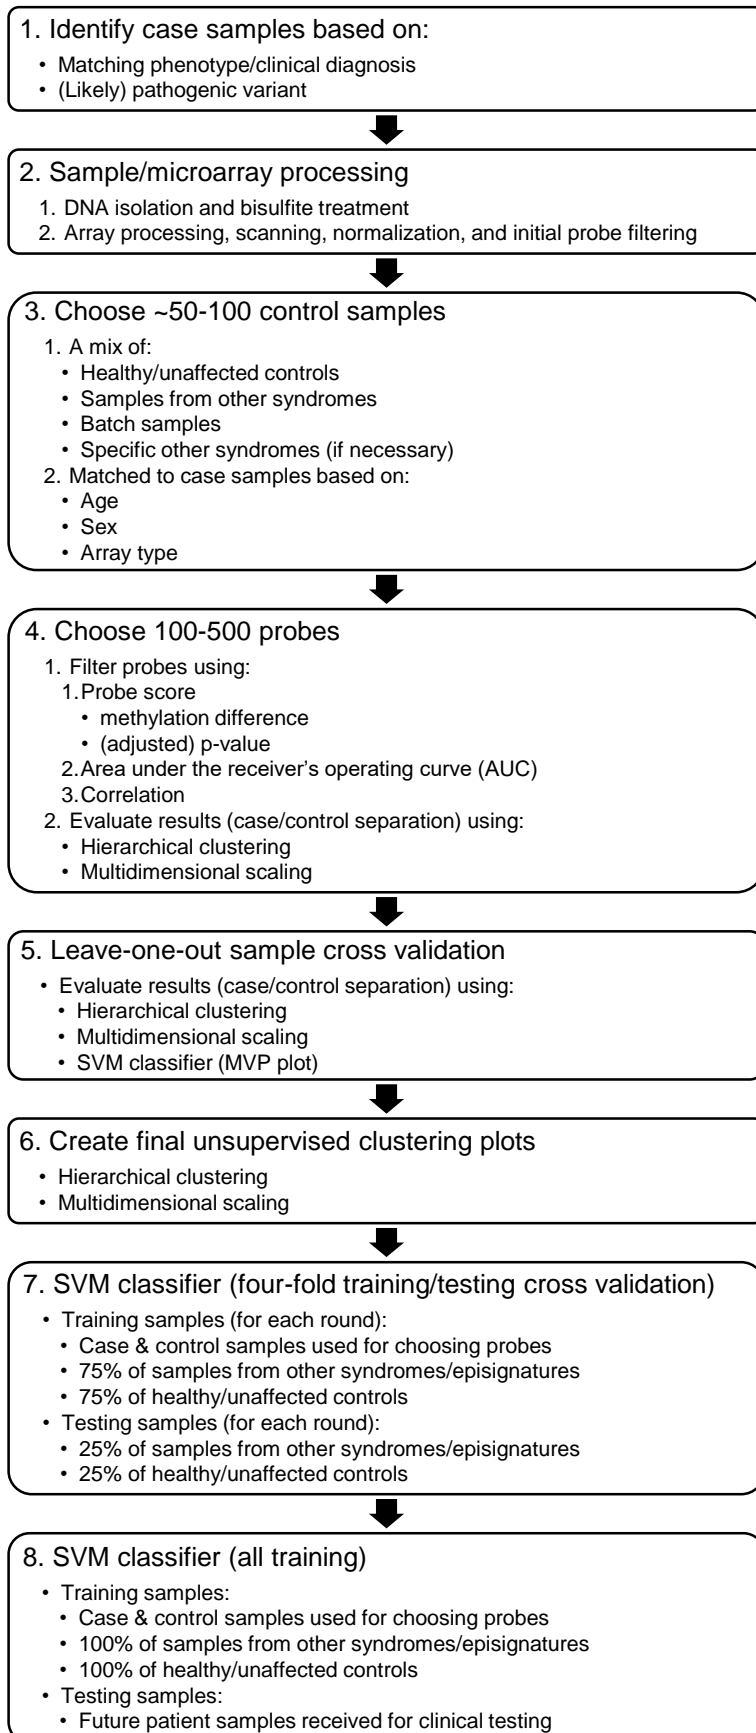 1. Identify case samples based on:
• Matching phenotype/clinical diagnosis
• (Likely) pathogenic variant
2. Sample/microarray processing
1. DNA isolation and bisulfite treatment
2. Array processing, scanning, normalization, and initial probe filtering
3. Choose ~50-100 control samples
1. A mix of:
• Healthy/unaffected controls
• Samples from other syndromes
• Batch samples
• Specific other syndromes (if necessary)
2. Matched to case samples based on:
• Age
• Sex
• Array type
4. Choose 100-500 probes
1. Filter probes using:
1.Probe score
• methylation difference
• (adjusted) p-value
2.Area under the receiver's operating curve (AUC)
3.Correlation
2. Evaluate results (case/control separation) using:
• Hierarchical clustering
• Multidimensional scaling
5. Leave-one-out sample cross validation
• Evaluate results (case/control separation) using:
• Hierarchical clustering
• Multidimensional scaling
• SVM classifier (MVP plot)
6. Create final unsupervised clustering plots
• Hierarchical clustering
• Multidimensional scaling
7. SVM classifier (four-fold training/testing cross validation)
• Training samples (for each round):
• Case & control samples used for choosing probes
• 75% of samples from other syndromes/episignatures
• 75% of healthy/unaffected controls
• Testing samples (for each round):
• 25% of samples from other syndromes/episignatures
• 25% of healthy/unaffected controls
8. SVM classifier (all training)
• Training samples:
• Case & control samples used for choosing probes
• 100% of samples from other syndromes/episignatures
• 100% of healthy/unaffected controls
• Testing samples:
• Future patient samples received for clinical testing